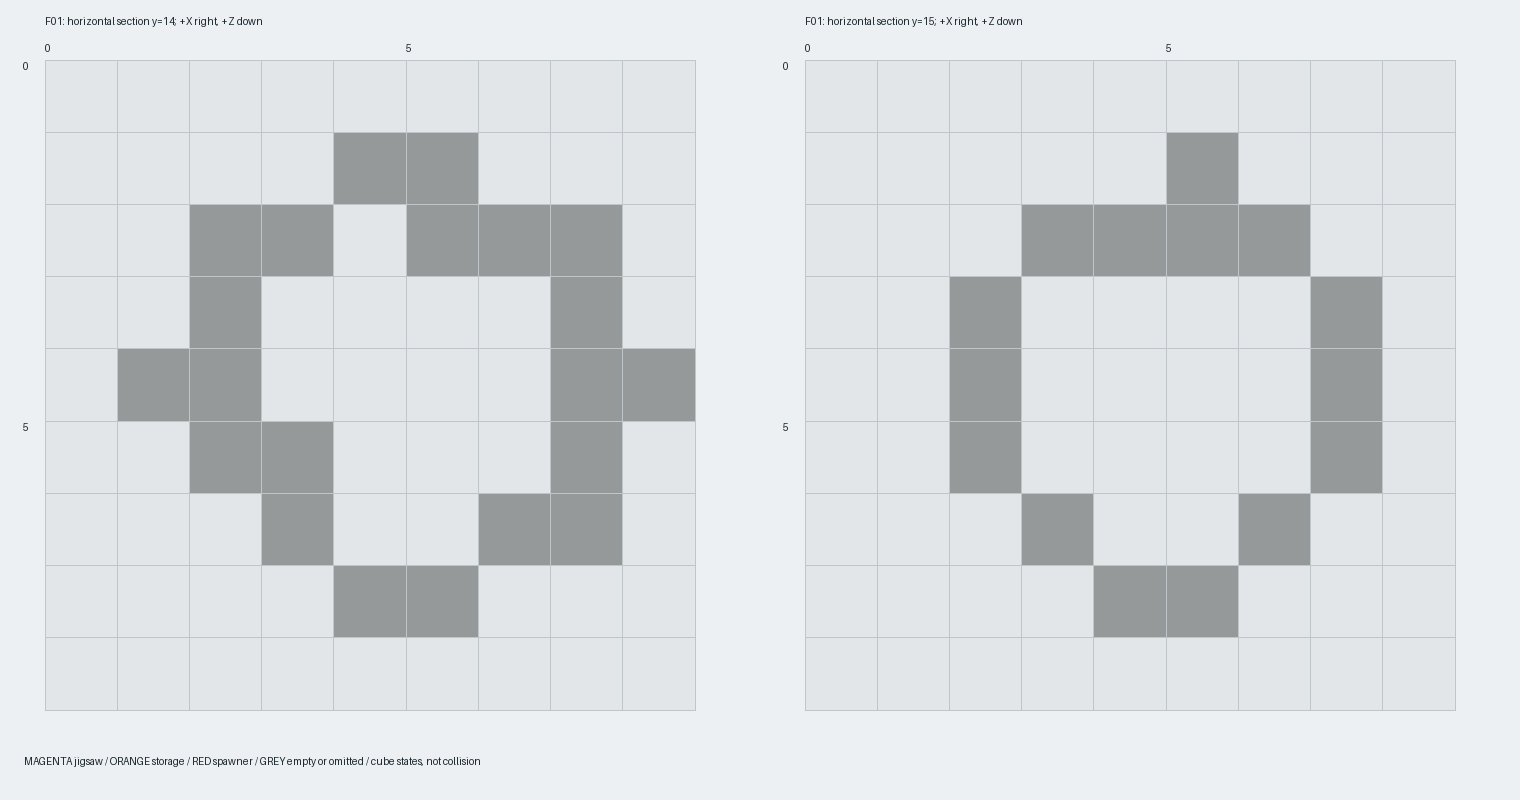 F01: horizontal section y=14; +X right, +Z down
F01: horizontal section y=15; +X right, +Z down
0 5
0 5
0
0
5
5
MAGENTA jigsaw / ORANGE storage / RED spawner / GREY empty or omitted / cube states, not collision